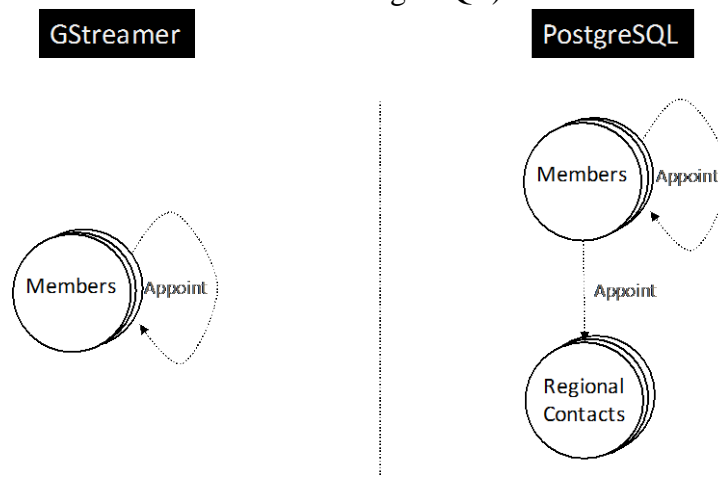 GStreamer
PostgreSQL
Members
Appoint
Members
Appoint
Appoint
Regional
Contacts